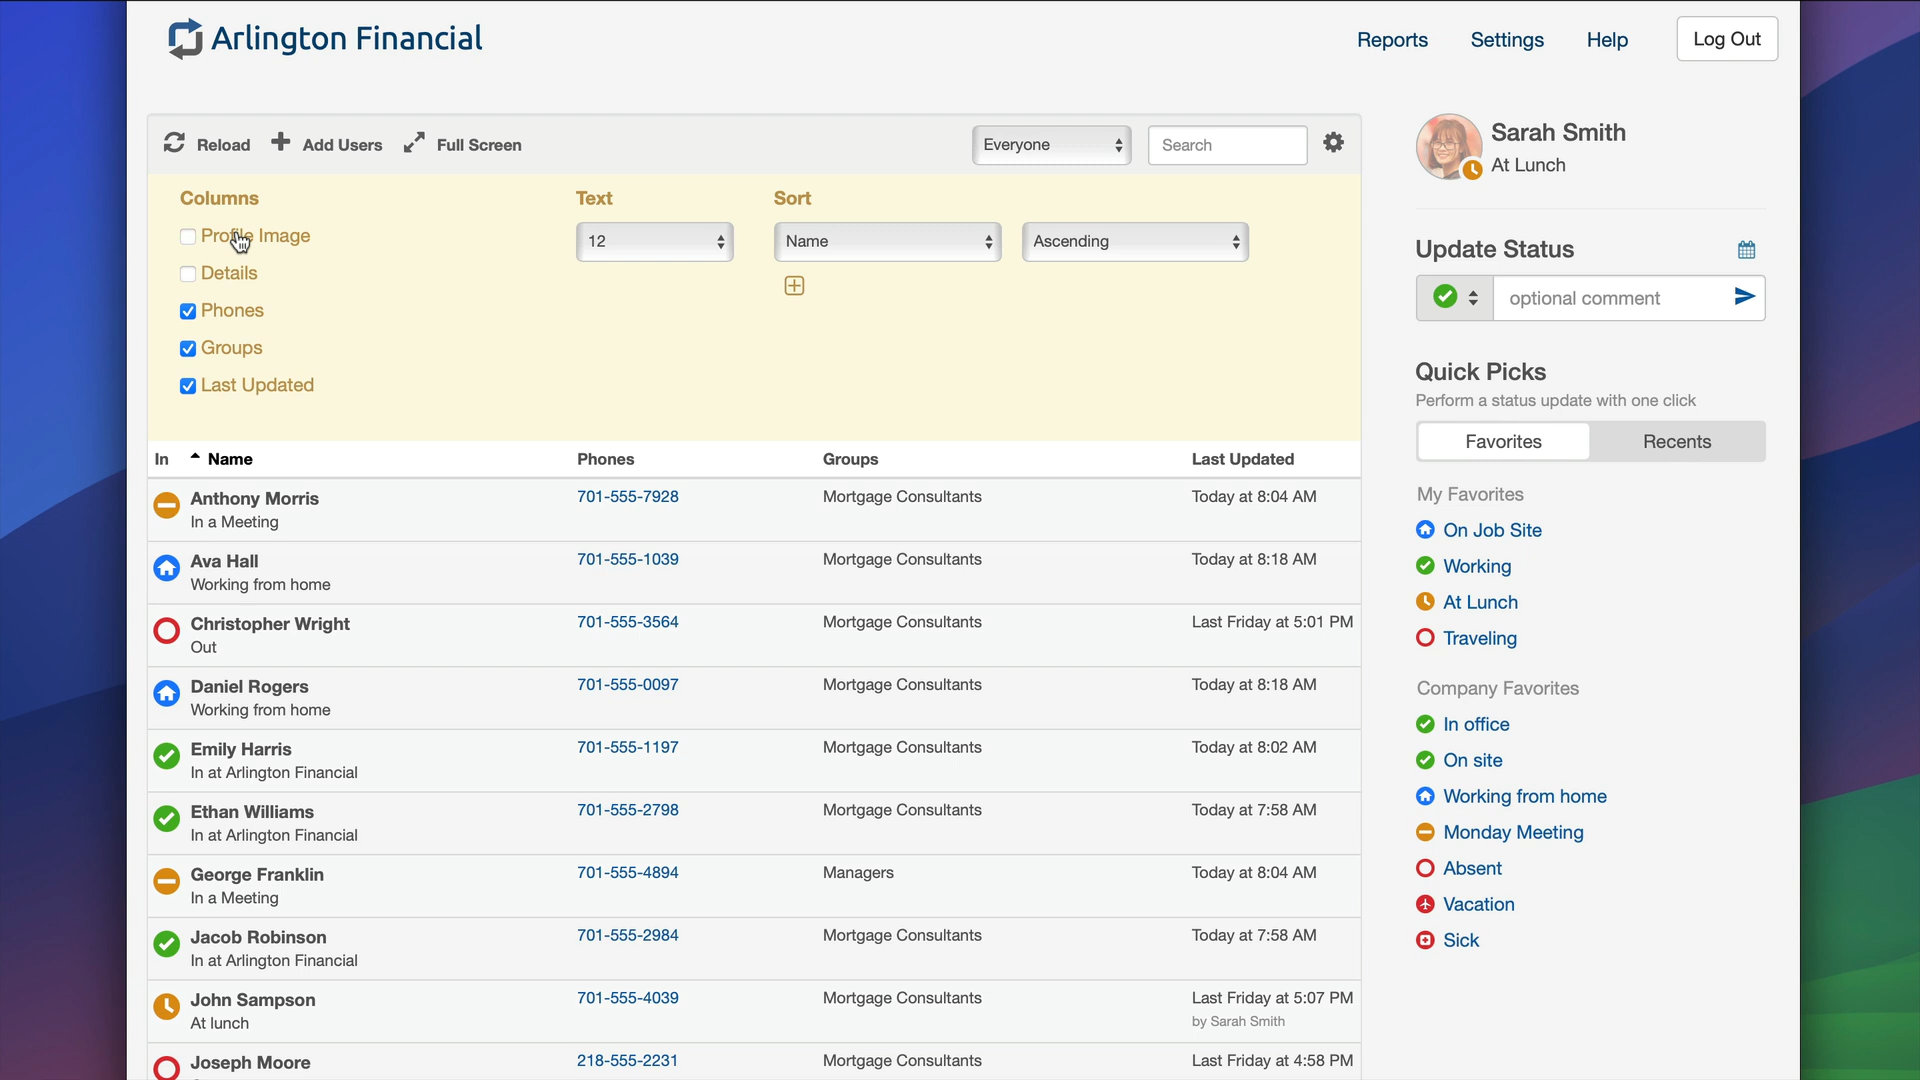 Arlington Financial
Reports Settings Help Log Out
Reload Add Users Full Screen Everyone Search
Columns Text Sort
Profile Image 12 Name Ascending
Details
Phones
Groups
Last Updated
In Name Phones Groups Last Updated
Anthony Morris 701-555-7928 Mortgage Consultants Today at 8:04 AM
In a Meeting
Ava Hall 701-555-1039 Mortgage Consultants Today at 8:18 AM
Working from home
Christopher Wright 701-555-3564 Mortgage Consultants Last Friday at 5:01 PM
Out
Daniel Rogers 701-555-0097 Mortgage Consultants Today at 8:18 AM
Working from home
Emily Harris 701-555-1197 Mortgage Consultants Today at 8:02 AM
In at Arlington Financial
Ethan Williams 701-555-2798 Mortgage Consultants Today at 7:58 AM
In at Arlington Financial
George Franklin 701-555-4894 Managers Today at 8:04 AM
In a Meeting
Jacob Robinson 701-555-2984 Mortgage Consultants Today at 7:58 AM
In at Arlington Financial
John Sampson 701-555-4039 Mortgage Consultants Last Friday at 5:07 PM
At lunch by Sarah Smith
Joseph Moore 218-555-2231 Mortgage Consultants Last Friday at 4:58 PM
Sarah Smith
At Lunch
Update Status
optional comment
Quick Picks
Perform a status update with one click
Favorites Recents
My Favorites
On Job Site
Working
At Lunch
Traveling
Company Favorites
In office
On site
Working from home
Monday Meeting
Absent
Vacation
Sick